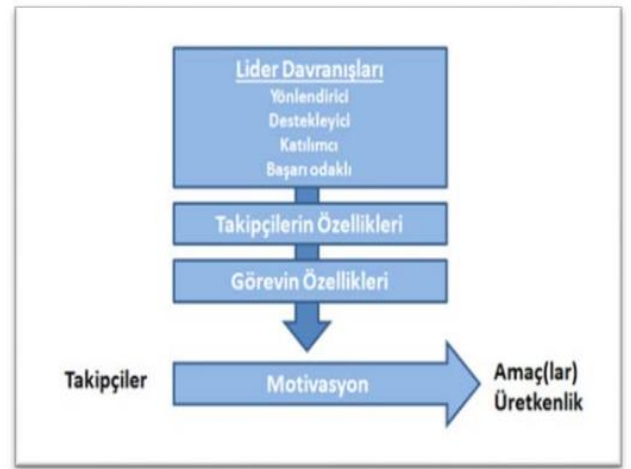 Lider Davranışları
Yönlendirici
Destekleyici
Katılımcı
Başarı odaklı
Takipçilerin Özellikleri
Görevin Özellikleri
Takipçiler
Motivasyon
Amaç(lar)
Üretkenlik